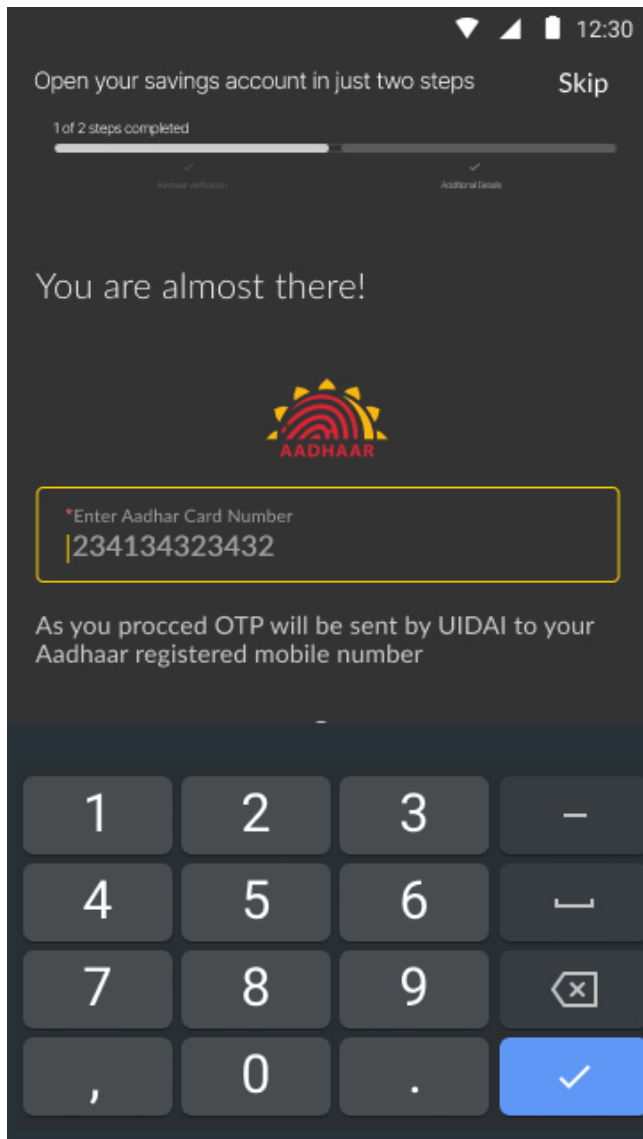 12:30
Open your savings account in just two steps
Skip
1 of 2 steps completed
Aadhaar verification
Additional Details
You are almost there!
AADHAAR
*Enter Aadhar Card Number
234134323432
As you procced OTP will be sent by UIDAI to your
Aadhaar registered mobile number
1 2 3 –
4 5 6
7 8 9
, 0 .